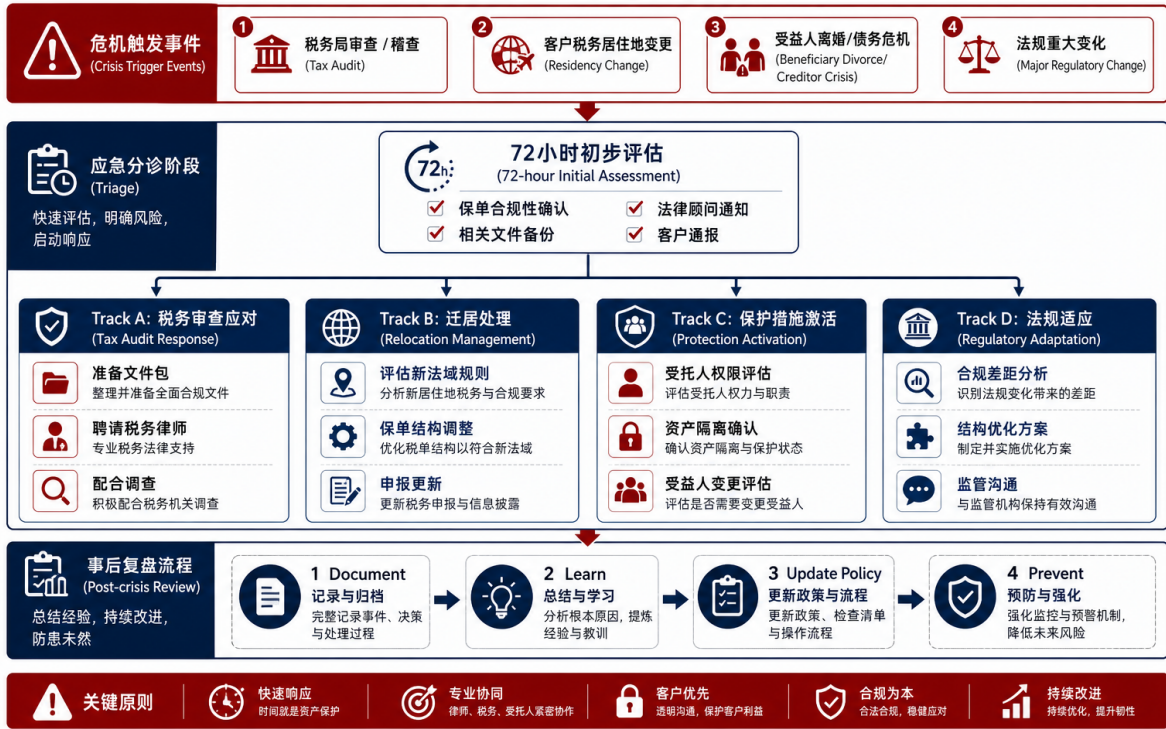 危机触发事件
(Crisis Trigger Events)
1
税务局审查 / 稽查
(Tax Audit)
2
客户税务居住地变更
(Residency Change)
3
受益人离婚/债务危机
(Beneficiary Divorce/
Creditor Crisis)
4
法规重大变化
(Major Regulatory Change)
应急分诊阶段
(Triage)
快速评估，明确风险，
启动响应
72h
72小时初步评估
(72-hour Initial Assessment)
保单合规性确认
法律顾问通知
相关文件备份
客户通报
Track A: 税务审查应对
(Tax Audit Response)
准备文件包
整理并准备全面合规文件
聘请税务律师
专业税务法律支持
配合调查
积极配合税务机关调查
Track B: 迁居处理
(Relocation Management)
评估新法域规则
分析新居住地税务与合规要求
保单结构调整
优化税单结构以符合新法域
申报更新
更新税务申报与信息披露
Track C: 保护措施激活
(Protection Activation)
受托人权限评估
评估受托人权力与职责
资产隔离确认
确认资产隔离与保护状态
受益人变更评估
评估是否需要变更受益人
Track D: 法规适应
(Regulatory Adaptation)
合规差距分析
识别法规变化带来的差距
结构优化方案
制定并实施优化方案
监管沟通
与监管机构保持有效沟通
事后复盘流程
(Post-crisis Review)
总结经验，持续改进，
防患未然
1 Document
记录与归档
完整记录事件、决策
与处理过程
2 Learn
总结与学习
分析根本原因，提炼
经验与教训
3 Update Policy
更新政策与流程
更新政策、检查清单
与操作流程
4 Prevent
预防与强化
强化监控与预警机制，
降低未来风险
关键原则
快速响应
时间就是资产保护
专业协同
律师、税务、受托人紧密协作
客户优先
透明沟通，保护客户利益
合规为本
合法合规，稳健应对
持续改进
持续优化，提升韧性